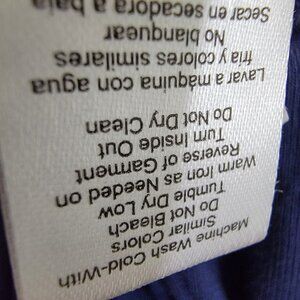 Machine Wash Cold-With
Similar Colors
Do Not Bleach
Tumble Dry Low
Warm Iron as Needed on
Reverse of Garment
Turn Inside Out
Do Not Dry Clean
Lavar a máquina con agua
fria y colores similares
No blanquear
Secar en secadora a baja